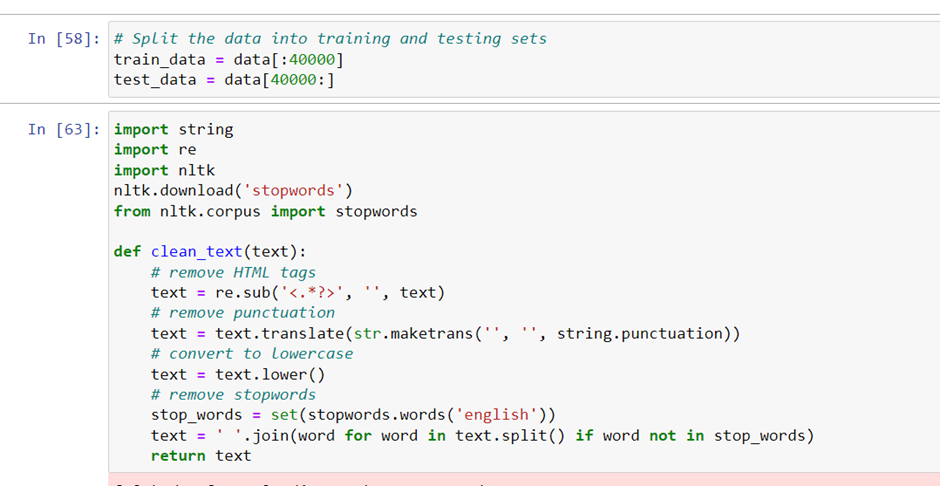 In [58]: # Split the data into training and testing sets
train_data = data[:40000]
test_data = data[40000:]
In [63]: import string
import re
import nltk
nltk.download('stopwords')
from nltk.corpus import stopwords
def clean_text(text):
# remove HTML tags
text = re.sub('<.*?>', '', text)
# remove punctuation
text = text.translate(str.maketrans('', '', string.punctuation))
# convert to lowercase
text = text.lower()
# remove stopwords
stop_words = set(stopwords.words('english'))
text = ' '.join(word for word in text.split() if word not in stop_words)
return text